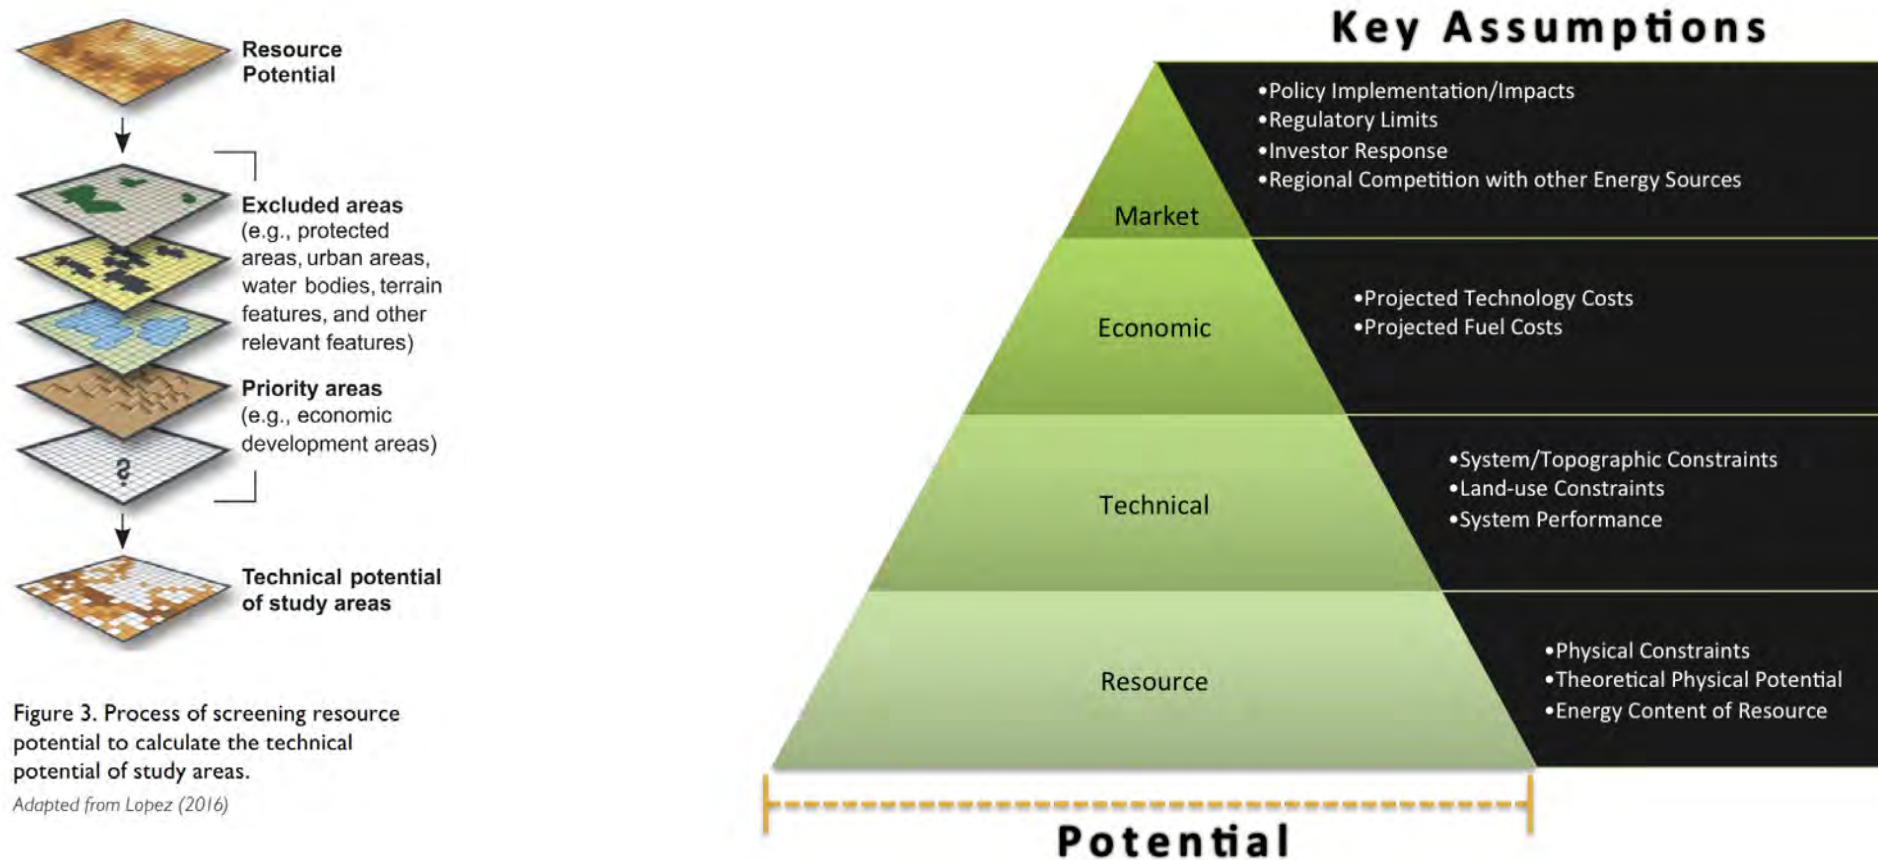 Resource
Potential
Excluded areas
(e.g., protected
areas, urban areas,
water bodies, terrain
features, and other
relevant features)
Priority areas
(e.g., economic
development areas)
?
Technical potential
of study areas
Figure 3. Process of screening resource
potential to calculate the technical
potential of study areas.
Adapted from Lopez (2016)
Key Assumptions
Market
•Policy Implementation/Impacts
•Regulatory Limits
•Investor Response
•Regional Competition with other Energy Sources
Economic
•Projected Technology Costs
•Projected Fuel Costs
Technical
•System/Topographic Constraints
•Land-use Constraints
•System Performance
Resource
•Physical Constraints
•Theoretical Physical Potential
•Energy Content of Resource
Potential